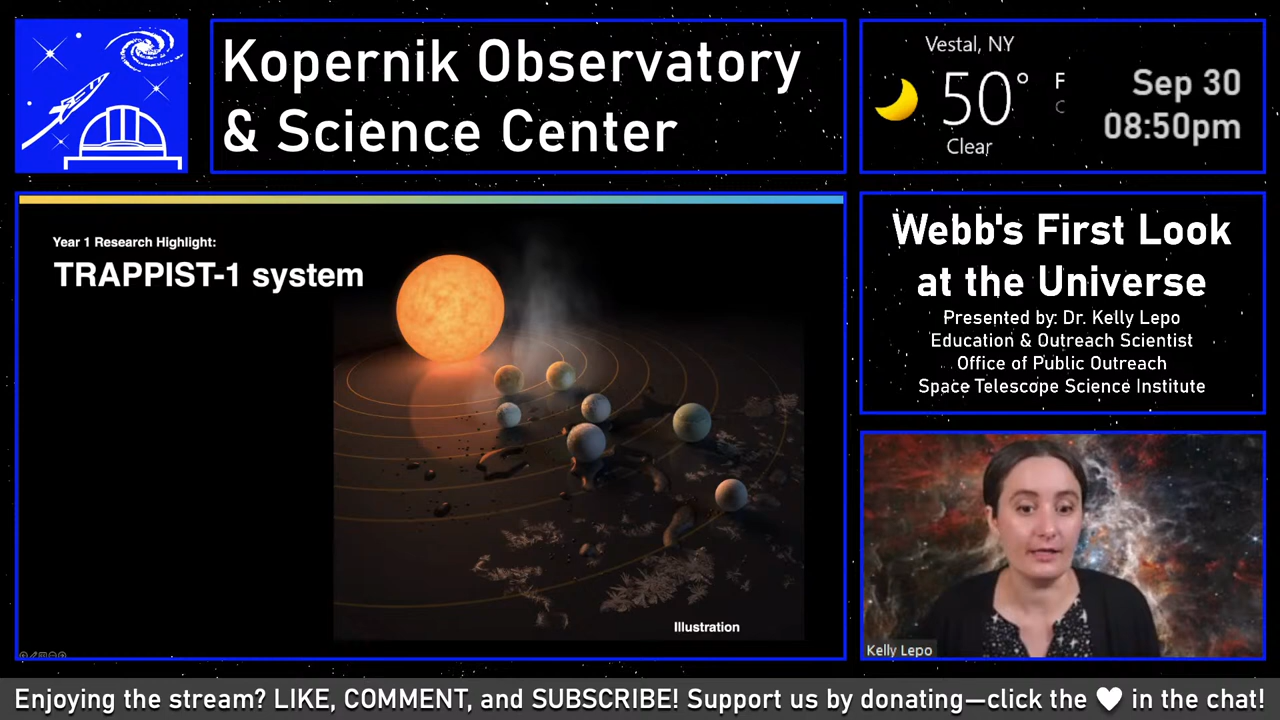 Kopernik Observatory
& Science Center
Vestal, NY
50° F
C
Clear
Sep 30
08:50pm
Year 1 Research Highlight:
TRAPPIST-1 system
Illustration
Webb's First Look
at the Universe
Presented by: Dr. Kelly Lepo
Education & Outreach Scientist
Office of Public Outreach
Space Telescope Science Institute
Kelly Lepo
Enjoying the stream? LIKE, COMMENT, and SUBSCRIBE! Support us by donating—click the ♥ in the chat!